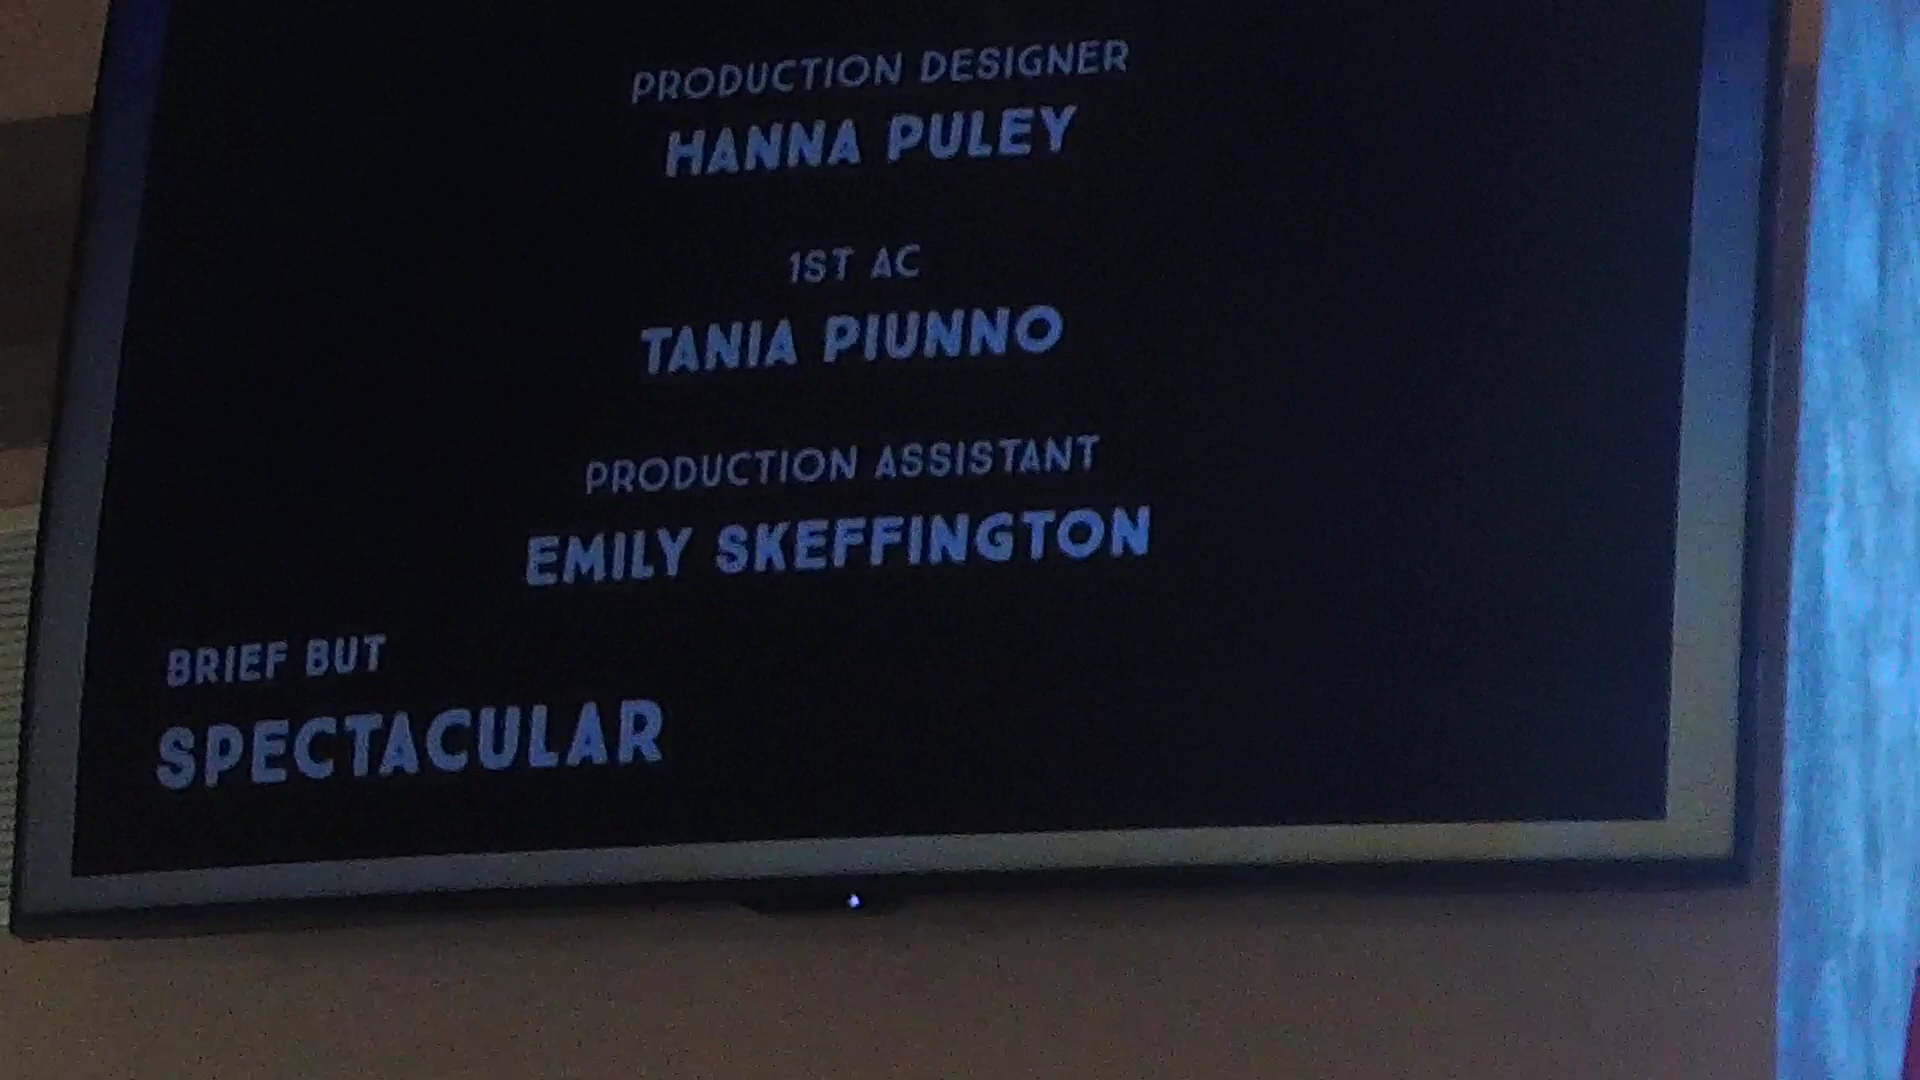 PRODUCTION DESIGNER
HANNA PULEY
1ST AC
TANIA PIUNNO
PRODUCTION ASSISTANT
EMILY SKEFFINGTON
BRIEF BUT
SPECTACULAR